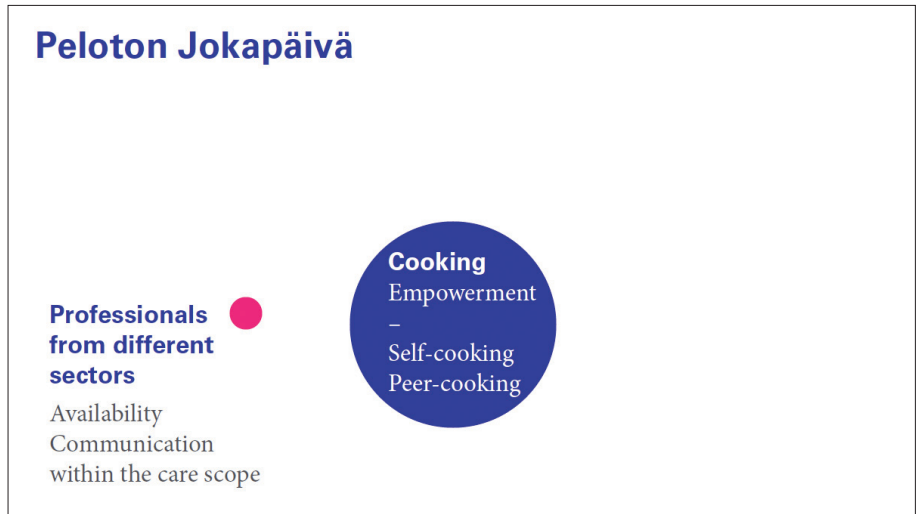 Peloton Jokapäivä
Cooking
Empowerment
–
Self-cooking
Peer-cooking
Professionals
from different
sectors
Availability
Communication
within the care scope